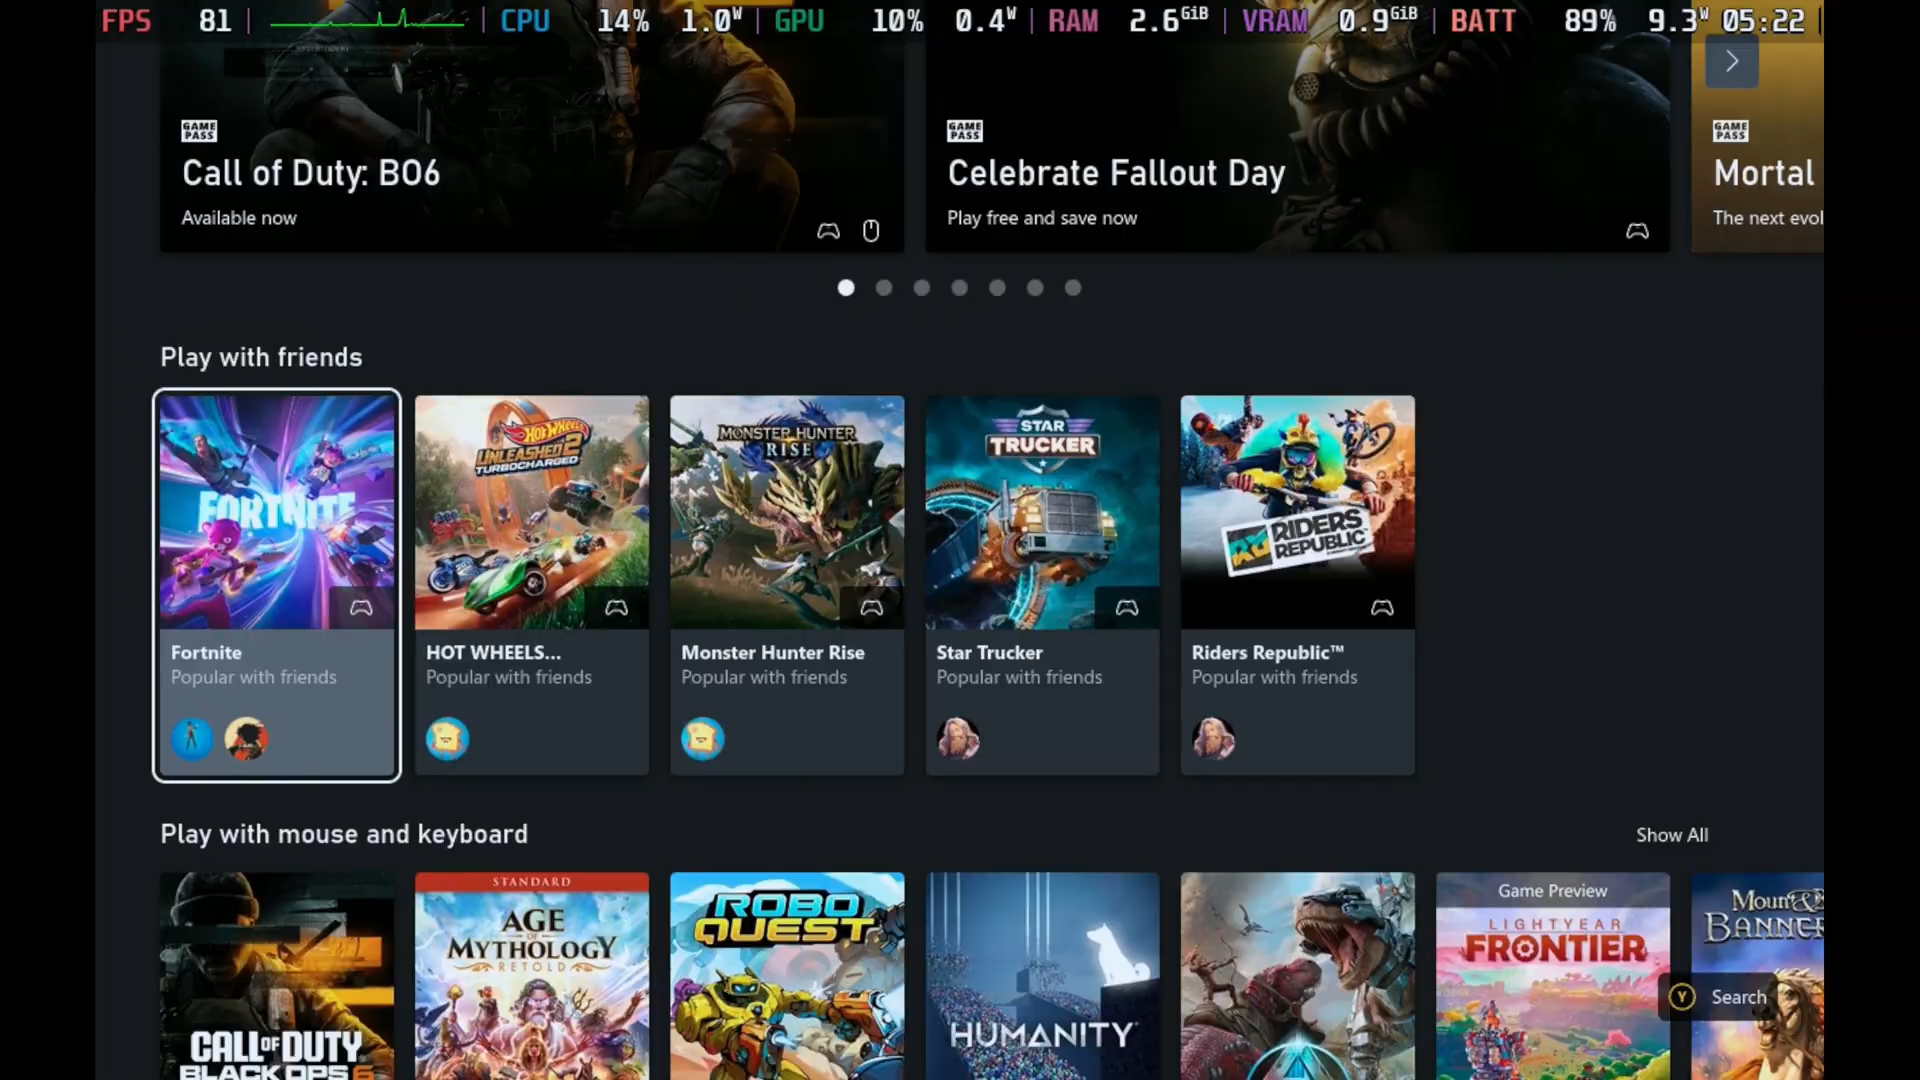 FPS 81 CPU 14% 1.0W GPU 10% 0.4W RAM 2.6GiB VRAM 0.9GiB BATT 89% 9.3W 05:22
GAME PASS
Call of Duty: BO6
Available now
GAME PASS
Celebrate Fallout Day
Play free and save now
GAME PASS
Mortal
The next evol
Play with friends
FORTNITE
Fortnite
Popular with friends
HOT WHEELS
UNLEASHED 2
TURBOCHARGED
HOT WHEELS...
Popular with friends
MONSTER HUNTER
RISE
Monster Hunter Rise
Popular with friends
STAR
TRUCKER
Star Trucker
Popular with friends
RIDERS
REPUBLIC
Riders Republic™
Popular with friends
Play with mouse and keyboard
Show All
CALL OF DUTY
BLACK OPS 6
STANDARD
AGE
OF
MYTHOLOGY
RETOLD
ROBO
QUEST
HUMANITY
Game Preview
LIGHTYEAR
FRONTIER
Mount &
BANNER
Y Search